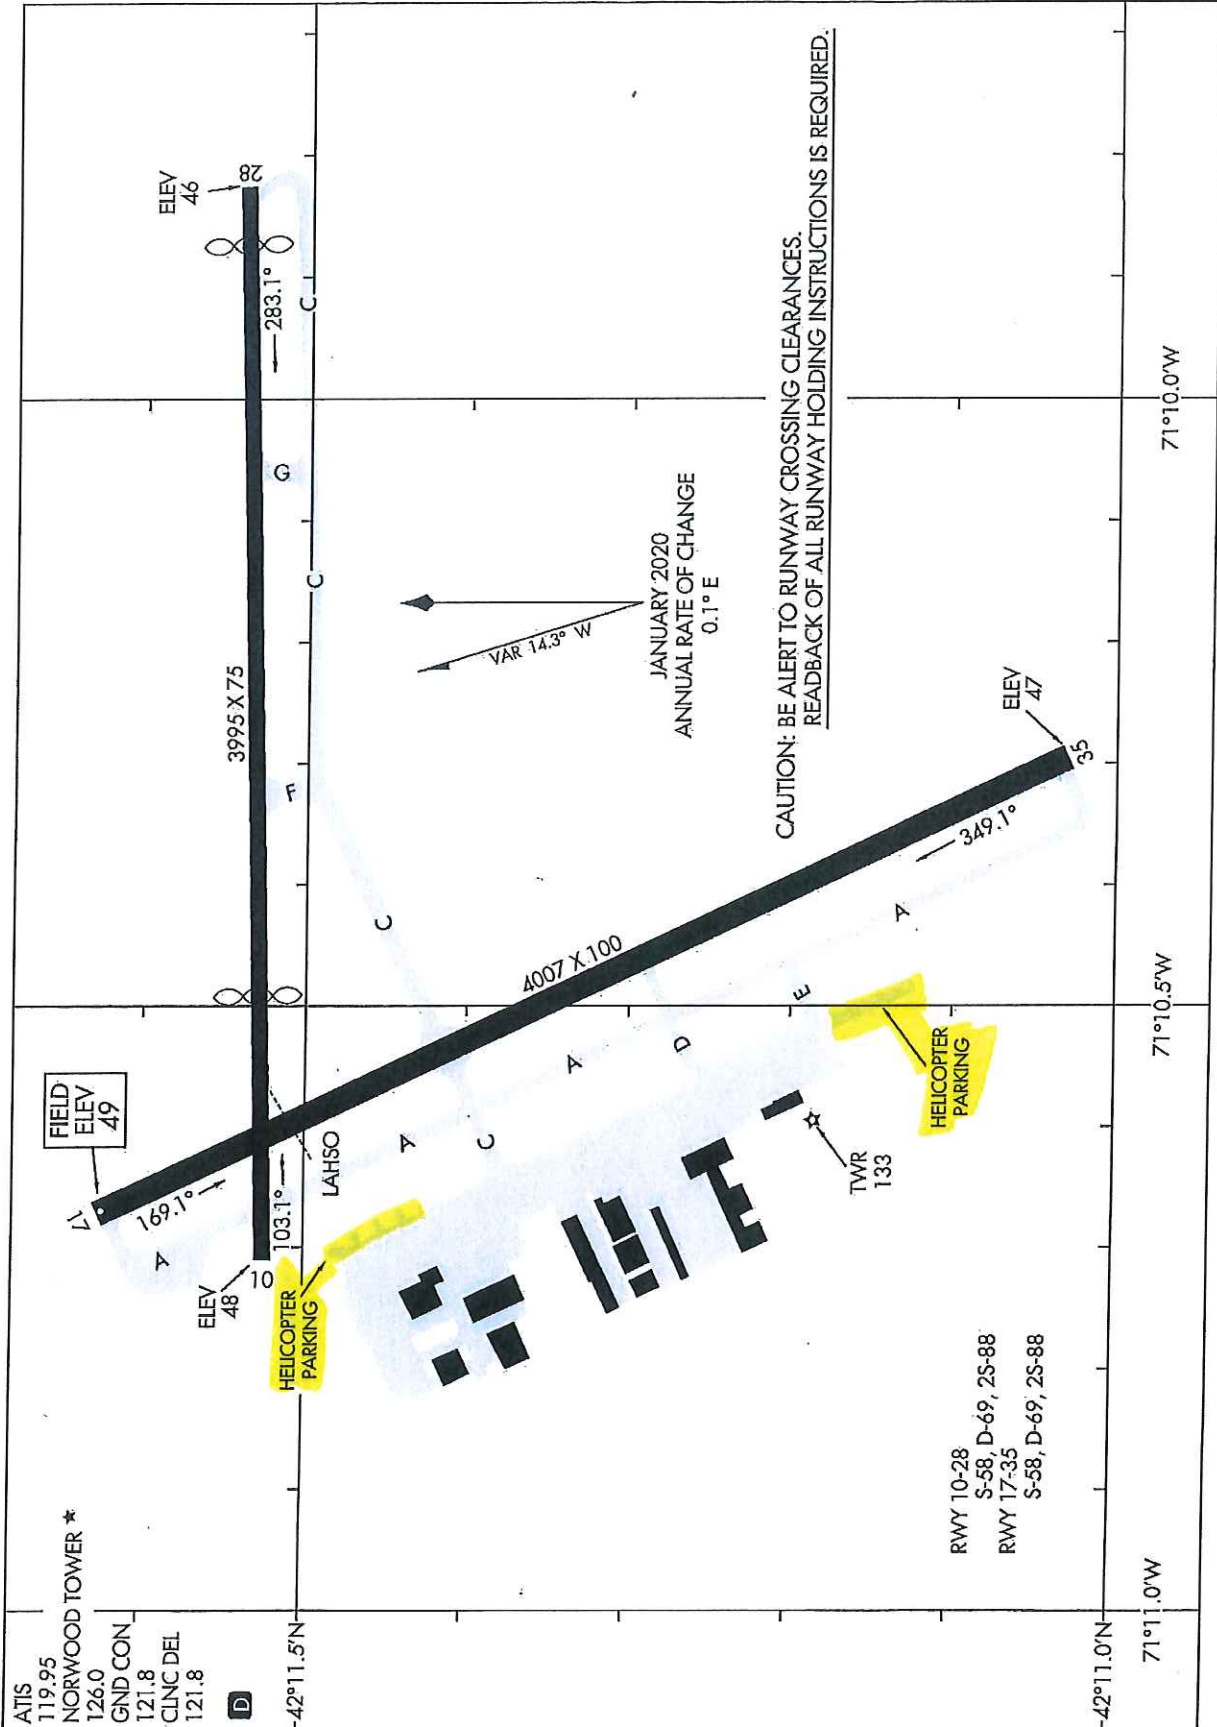 ATIS
119.95
NORWOOD TOWER ★
126.0
GND CON
121.8
CLNC DEL
121.8
D
FIELD
ELEV
49
17
169.1°
A
ELEV
48
10
103.1°
LAHSO
HELICOPTER
PARKING
3995 X 75
F
G
C
C
283.1°
ELEV
46
28
C
A
C
4007 X 100
A
D
E
A
349.1°
35
ELEV
47
HELICOPTER
PARKING
TWR
133
VAR 14.3° W
JANUARY 2020
ANNUAL RATE OF CHANGE
0.1° E
CAUTION: BE ALERT TO RUNWAY CROSSING CLEARANCES.
READBACK OF ALL RUNWAY HOLDING INSTRUCTIONS IS REQUIRED.
RWY 10-28
S-58, D-69, 2S-88
RWY 17-35
S-58, D-69, 2S-88
42°11.5'N
42°11.0'N
71°11.0'W
71°10.5'W
71°10.0'W